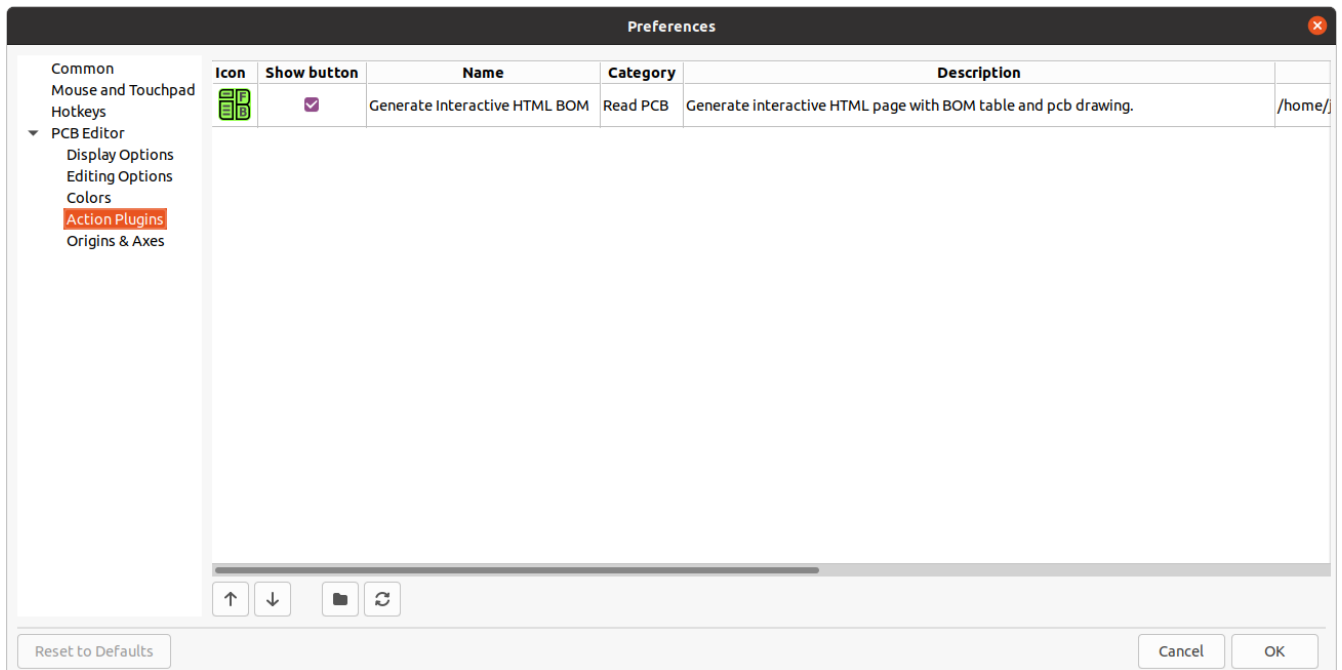 Preferences
Common
Mouse and Touchpad
Hotkeys
PCB Editor
Display Options
Editing Options
Colors
Action Plugins
Origins & Axes
Icon Show button Name Category Description
F
B
Generate Interactive HTML BOM Read PCB Generate interactive HTML page with BOM table and pcb drawing. /home/j
Reset to Defaults Cancel OK